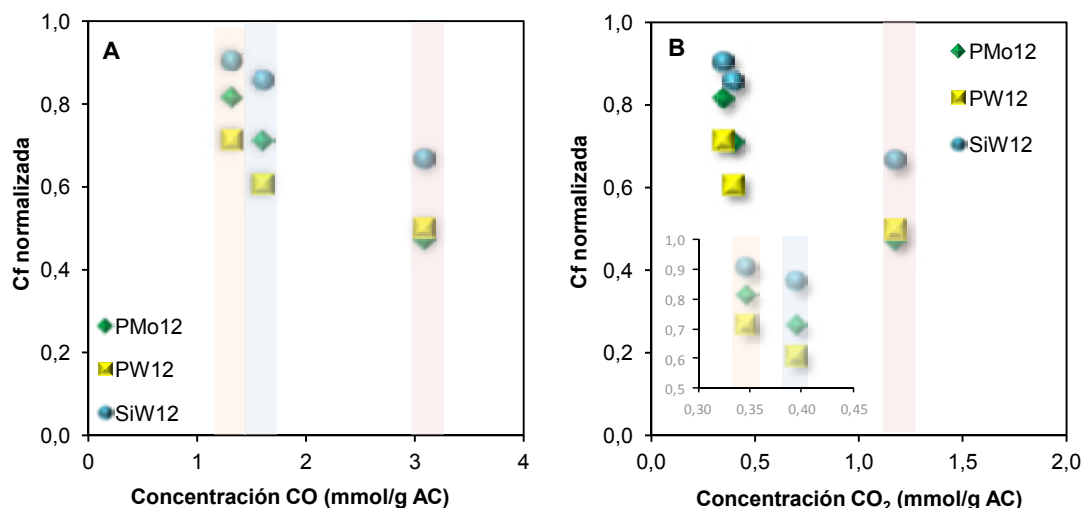 A
Cf normalizada
1,0
0,8
0,6
0,4
0,2
0,0
PMo12
PW12
SiW12
0 1 2 3 4
Concentración CO (mmol/g AC)
B
Cf normalizada
1,0
0,8
0,6
0,4
0,2
0,0
PMo12
PW12
SiW12
1,0
0,9
0,8
0,7
0,6
0,5
0,30 0,35 0,40 0,45
0,0 0,5 1,0 1,5 2,0
Concentración CO₂ (mmol/g AC)